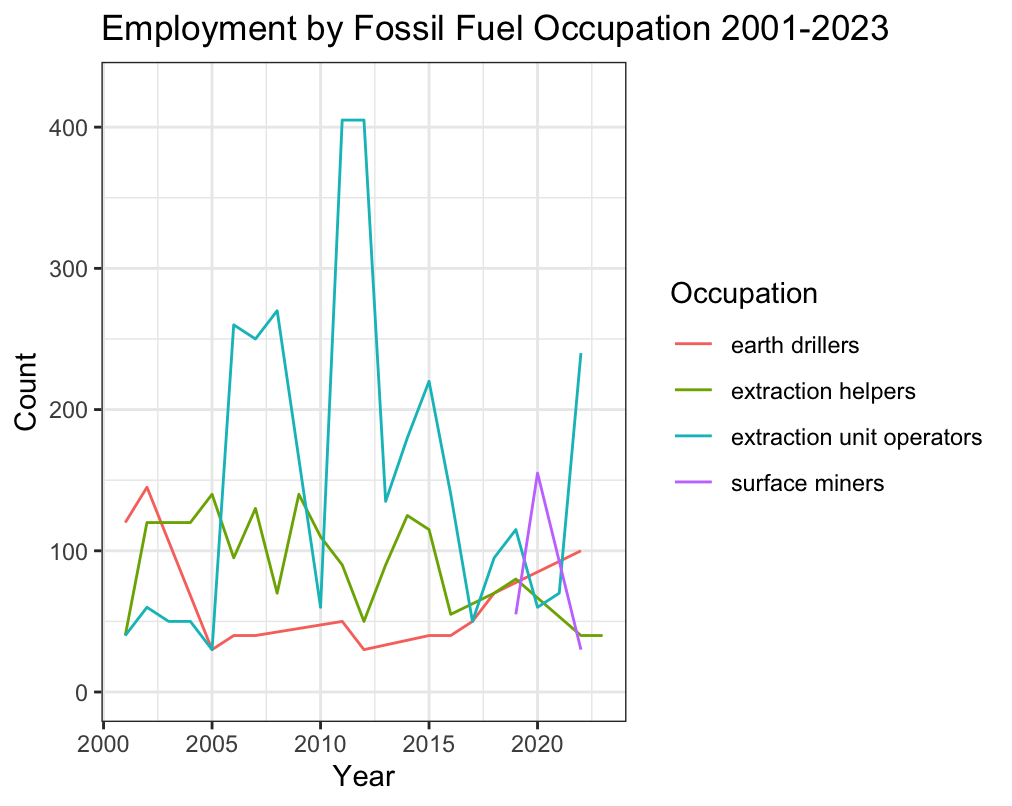 Employment by Fossil Fuel Occupation 2001-2023
Count
400
300
200
100
0
2000 2005 2010 2015 2020
Year
Occupation
earth drillers
extraction helpers
extraction unit operators
surface miners